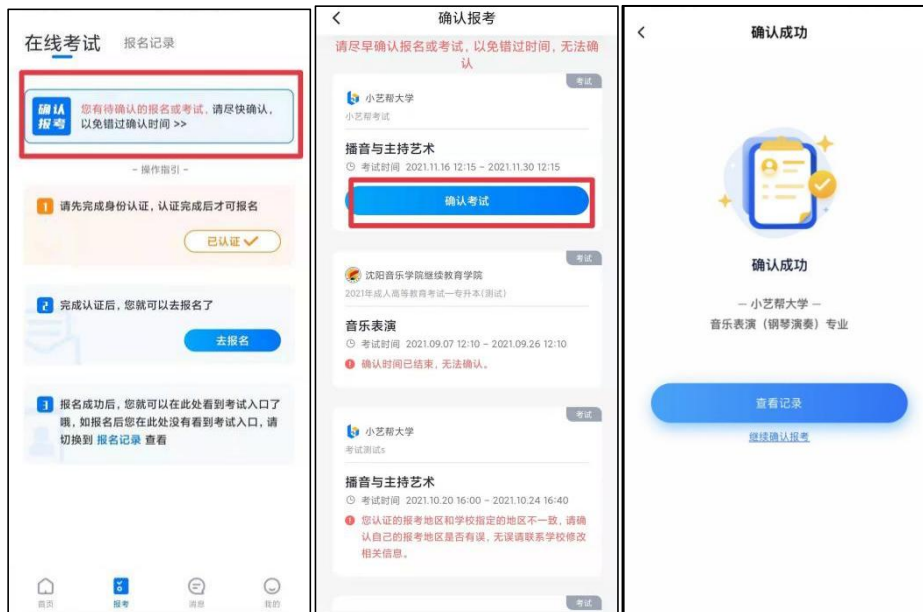 在线考试 报名记录
确认
报考
您有待确认的报名或考试，请尽快确认，
以免错过确认时间 >>
- 操作指引 -
1 请先完成身份认证，认证完成后才可报名
已认证
2 完成认证后，您就可以去报名了
去报名
3 报名成功后，您就可以在此处看到考试入口了
哦，如报名后您在此处没有看到考试入口，请
切换到 报名记录 查看
首页 报考 消息 我的
确认报考
请尽早确认报名或考试，以免错过时间，无法确
认
考试
小艺帮大学
小艺帮考试
播音与主持艺术
考试时间 2021.11.16 12:15 ~ 2021.11.30 12:15
确认考试
考试
沈阳音乐学院继续教育学院
2021年成人高等教育考试—专升本(测试)
音乐表演
考试时间 2021.09.07 12:10 ~ 2021.09.26 12:10
确认时间已结束，无法确认。
考试
小艺帮大学
考试测试s
播音与主持艺术
考试时间 2021.10.20 16:00 ~ 2021.10.24 16:40
您认证的报考地区和学校指定的地区不一致，请确
认自己的报考地区是否有误，无误请联系学校修改
相关信息。
考试
确认成功
确认成功
— 小艺帮大学 —
音乐表演（钢琴演奏）专业
查看记录
继续确认报考